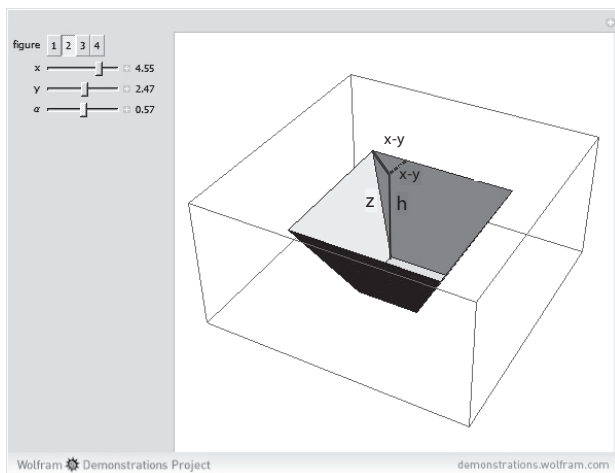 figure 1 2 3 4
x 4.55
y 2.47
α 0.57
x-y
x-y
z h
Wolfram Demonstrations Project demonstrations.wolfram.com